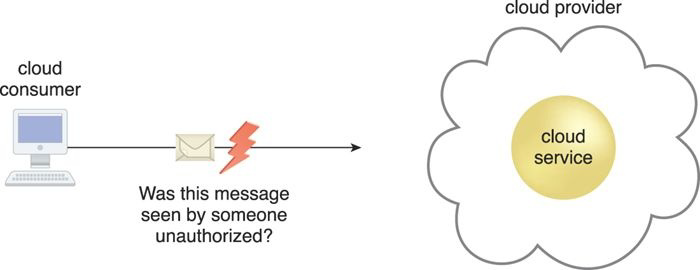 cloud provider
cloud
consumer
cloud
service
Was this message
seen by someone
unauthorized?